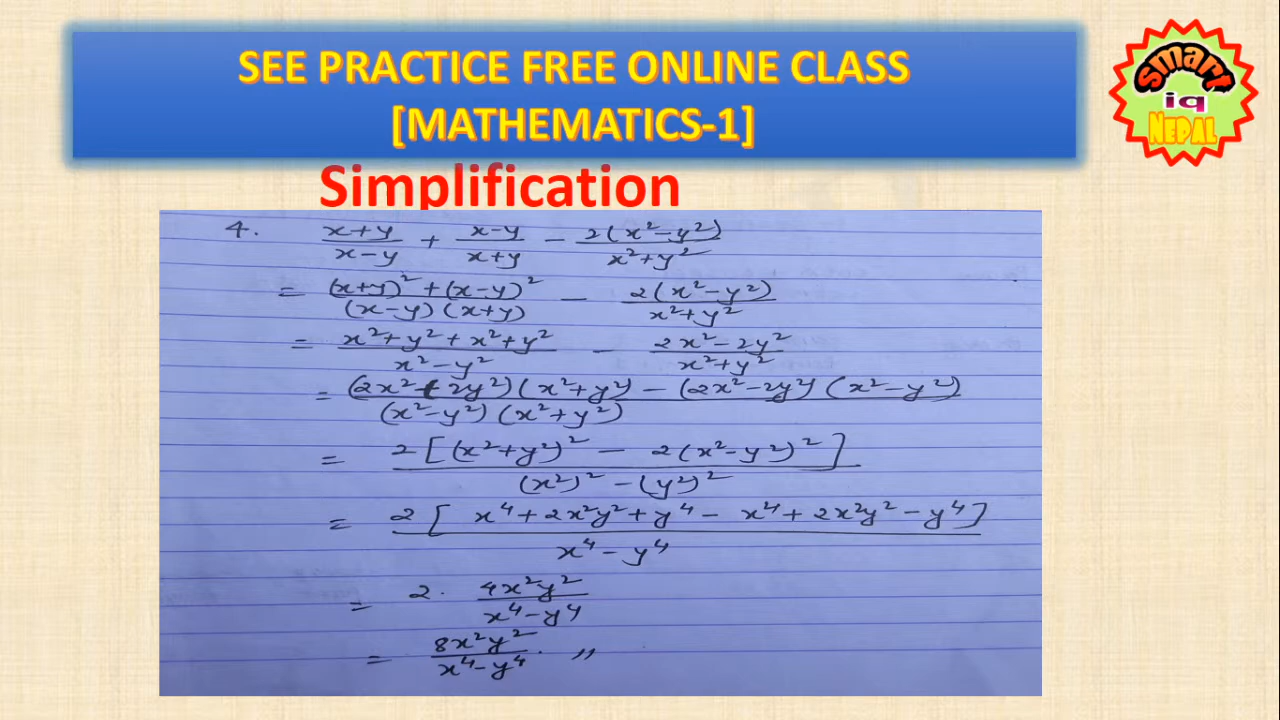 SEE PRACTICE FREE ONLINE CLASS
[MATHEMATICS-1]
smart
iq
NEPAL
Simplification
4. (x+y)/(x-y) + (x-y)/(x+y) - 2(x²-y²)/(x²+y²)
= ((x+y)² + (x-y)²)/((x-y)(x+y)) - 2(x²-y²)/(x²+y²)
= (x²+y²+x²+y²)/(x²-y²) - (2x²-2y²)/(x²+y²)
= ((2x²+2y²)(x²+y²) - (2x²-2y²)(x²-y²))/((x²-y²)(x²+y²))
= 2[(x²+y²)² - 2(x²-y²)²]/((x²)²-(y²)²)
= 2[x⁴+2x²y²+y⁴-x⁴+2x²y²-y⁴]/(x⁴-y⁴)
= 2. 4x²y²/(x⁴-y⁴)
= 8x²y²/(x⁴-y⁴). ,,